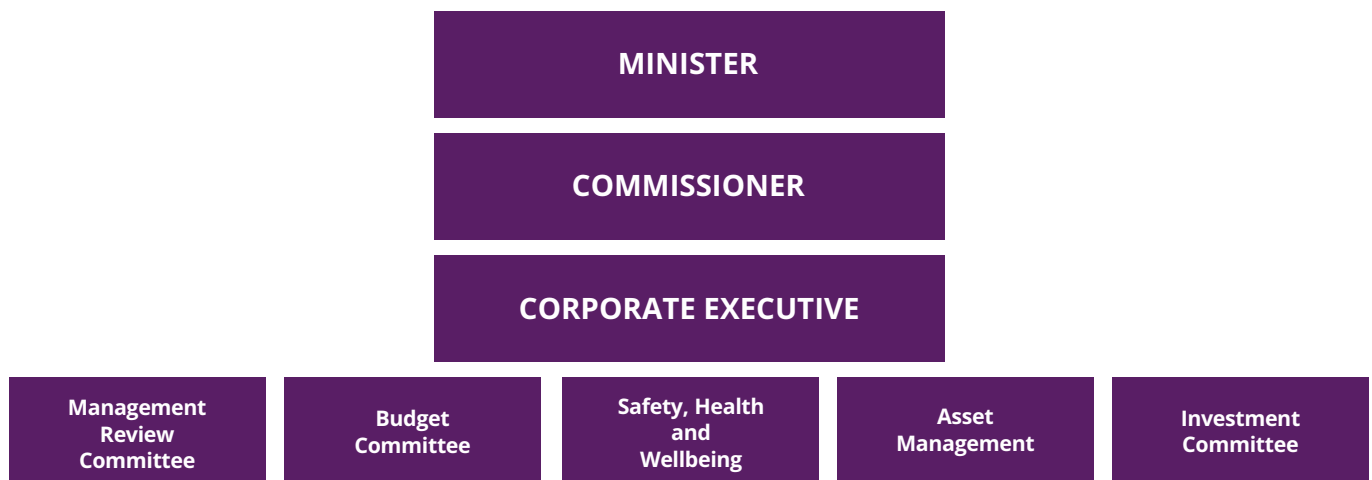 MINISTER
COMMISSIONER
CORPORATE EXECUTIVE
Management
Review
Committee
Budget
Committee
Safety, Health
and
Wellbeing
Asset
Management
Investment
Committee